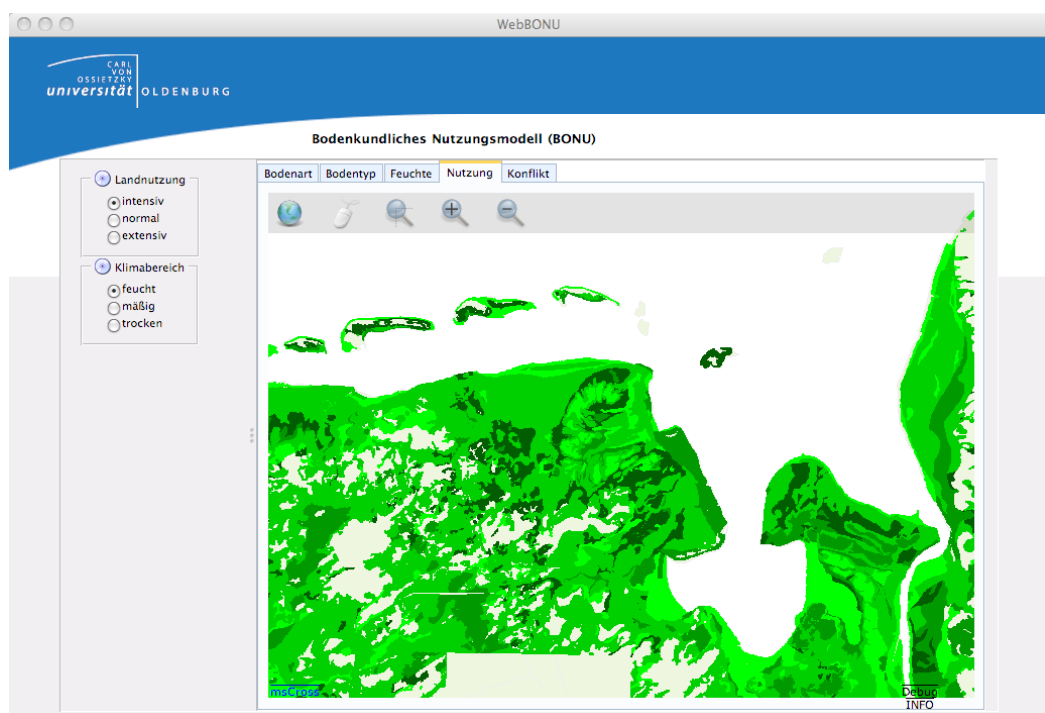 WebBONU
CARL
VON
OSSIETZKY
universität OLDENBURG
Bodenkundliches Nutzungsmodell (BONU)
Landnutzung
intensiv
normal
extensiv
Klimabereich
feucht
mäßig
trocken
Bodenart Bodentyp Feuchte Nutzung Konflikt
msCross
Debug
INFO